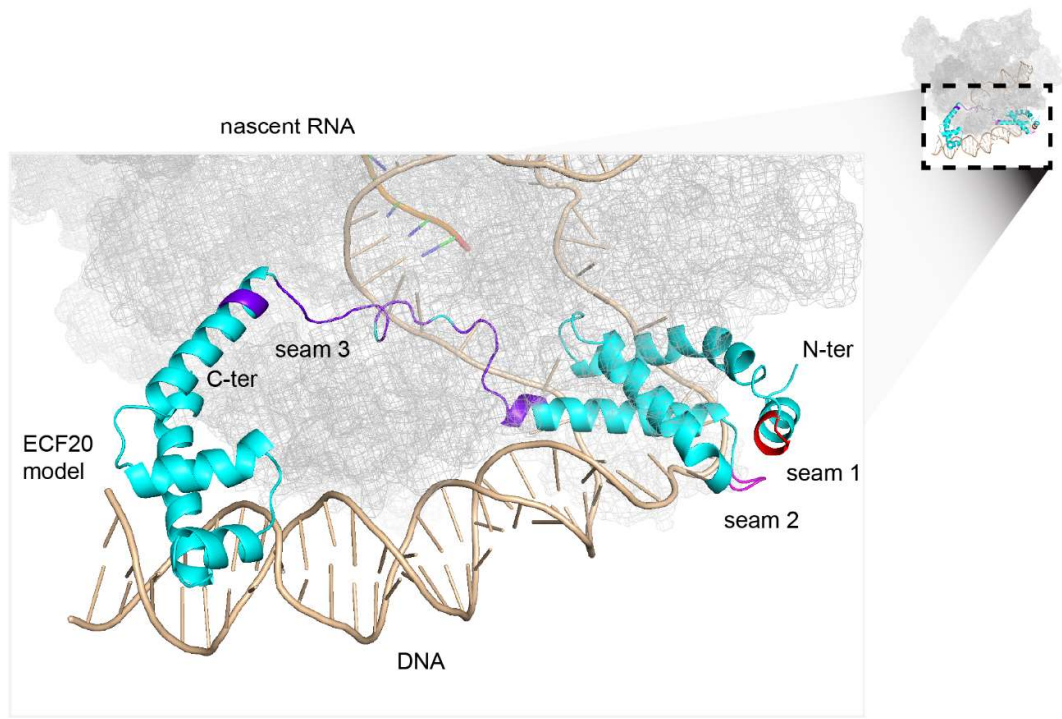 nascent RNA
seam 3
C-ter
N-ter
ECF20
model
seam 1
seam 2
DNA